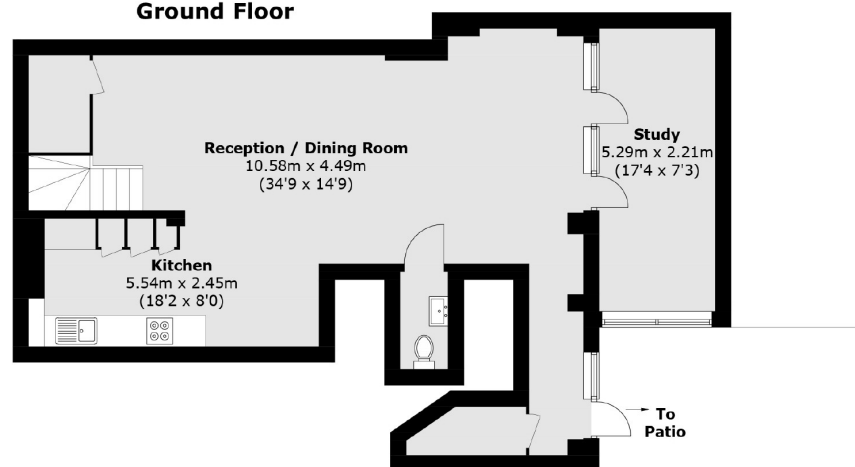 Ground Floor
Reception / Dining Room
10.58m x 4.49m
(34'9 x 14'9)
Study
5.29m x 2.21m
(17'4 x 7'3)
Kitchen
5.54m x 2.45m
(18'2 x 8'0)
To
Patio